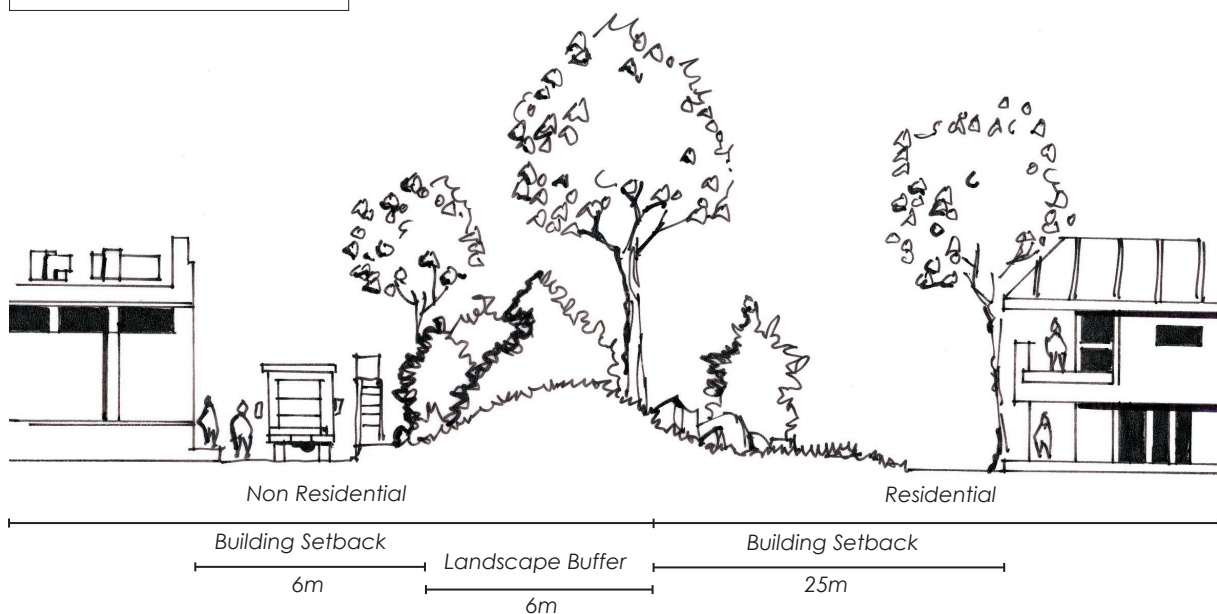 Non Residential
Residential
Building Setback
Landscape Buffer
Building Setback
6m
6m
25m